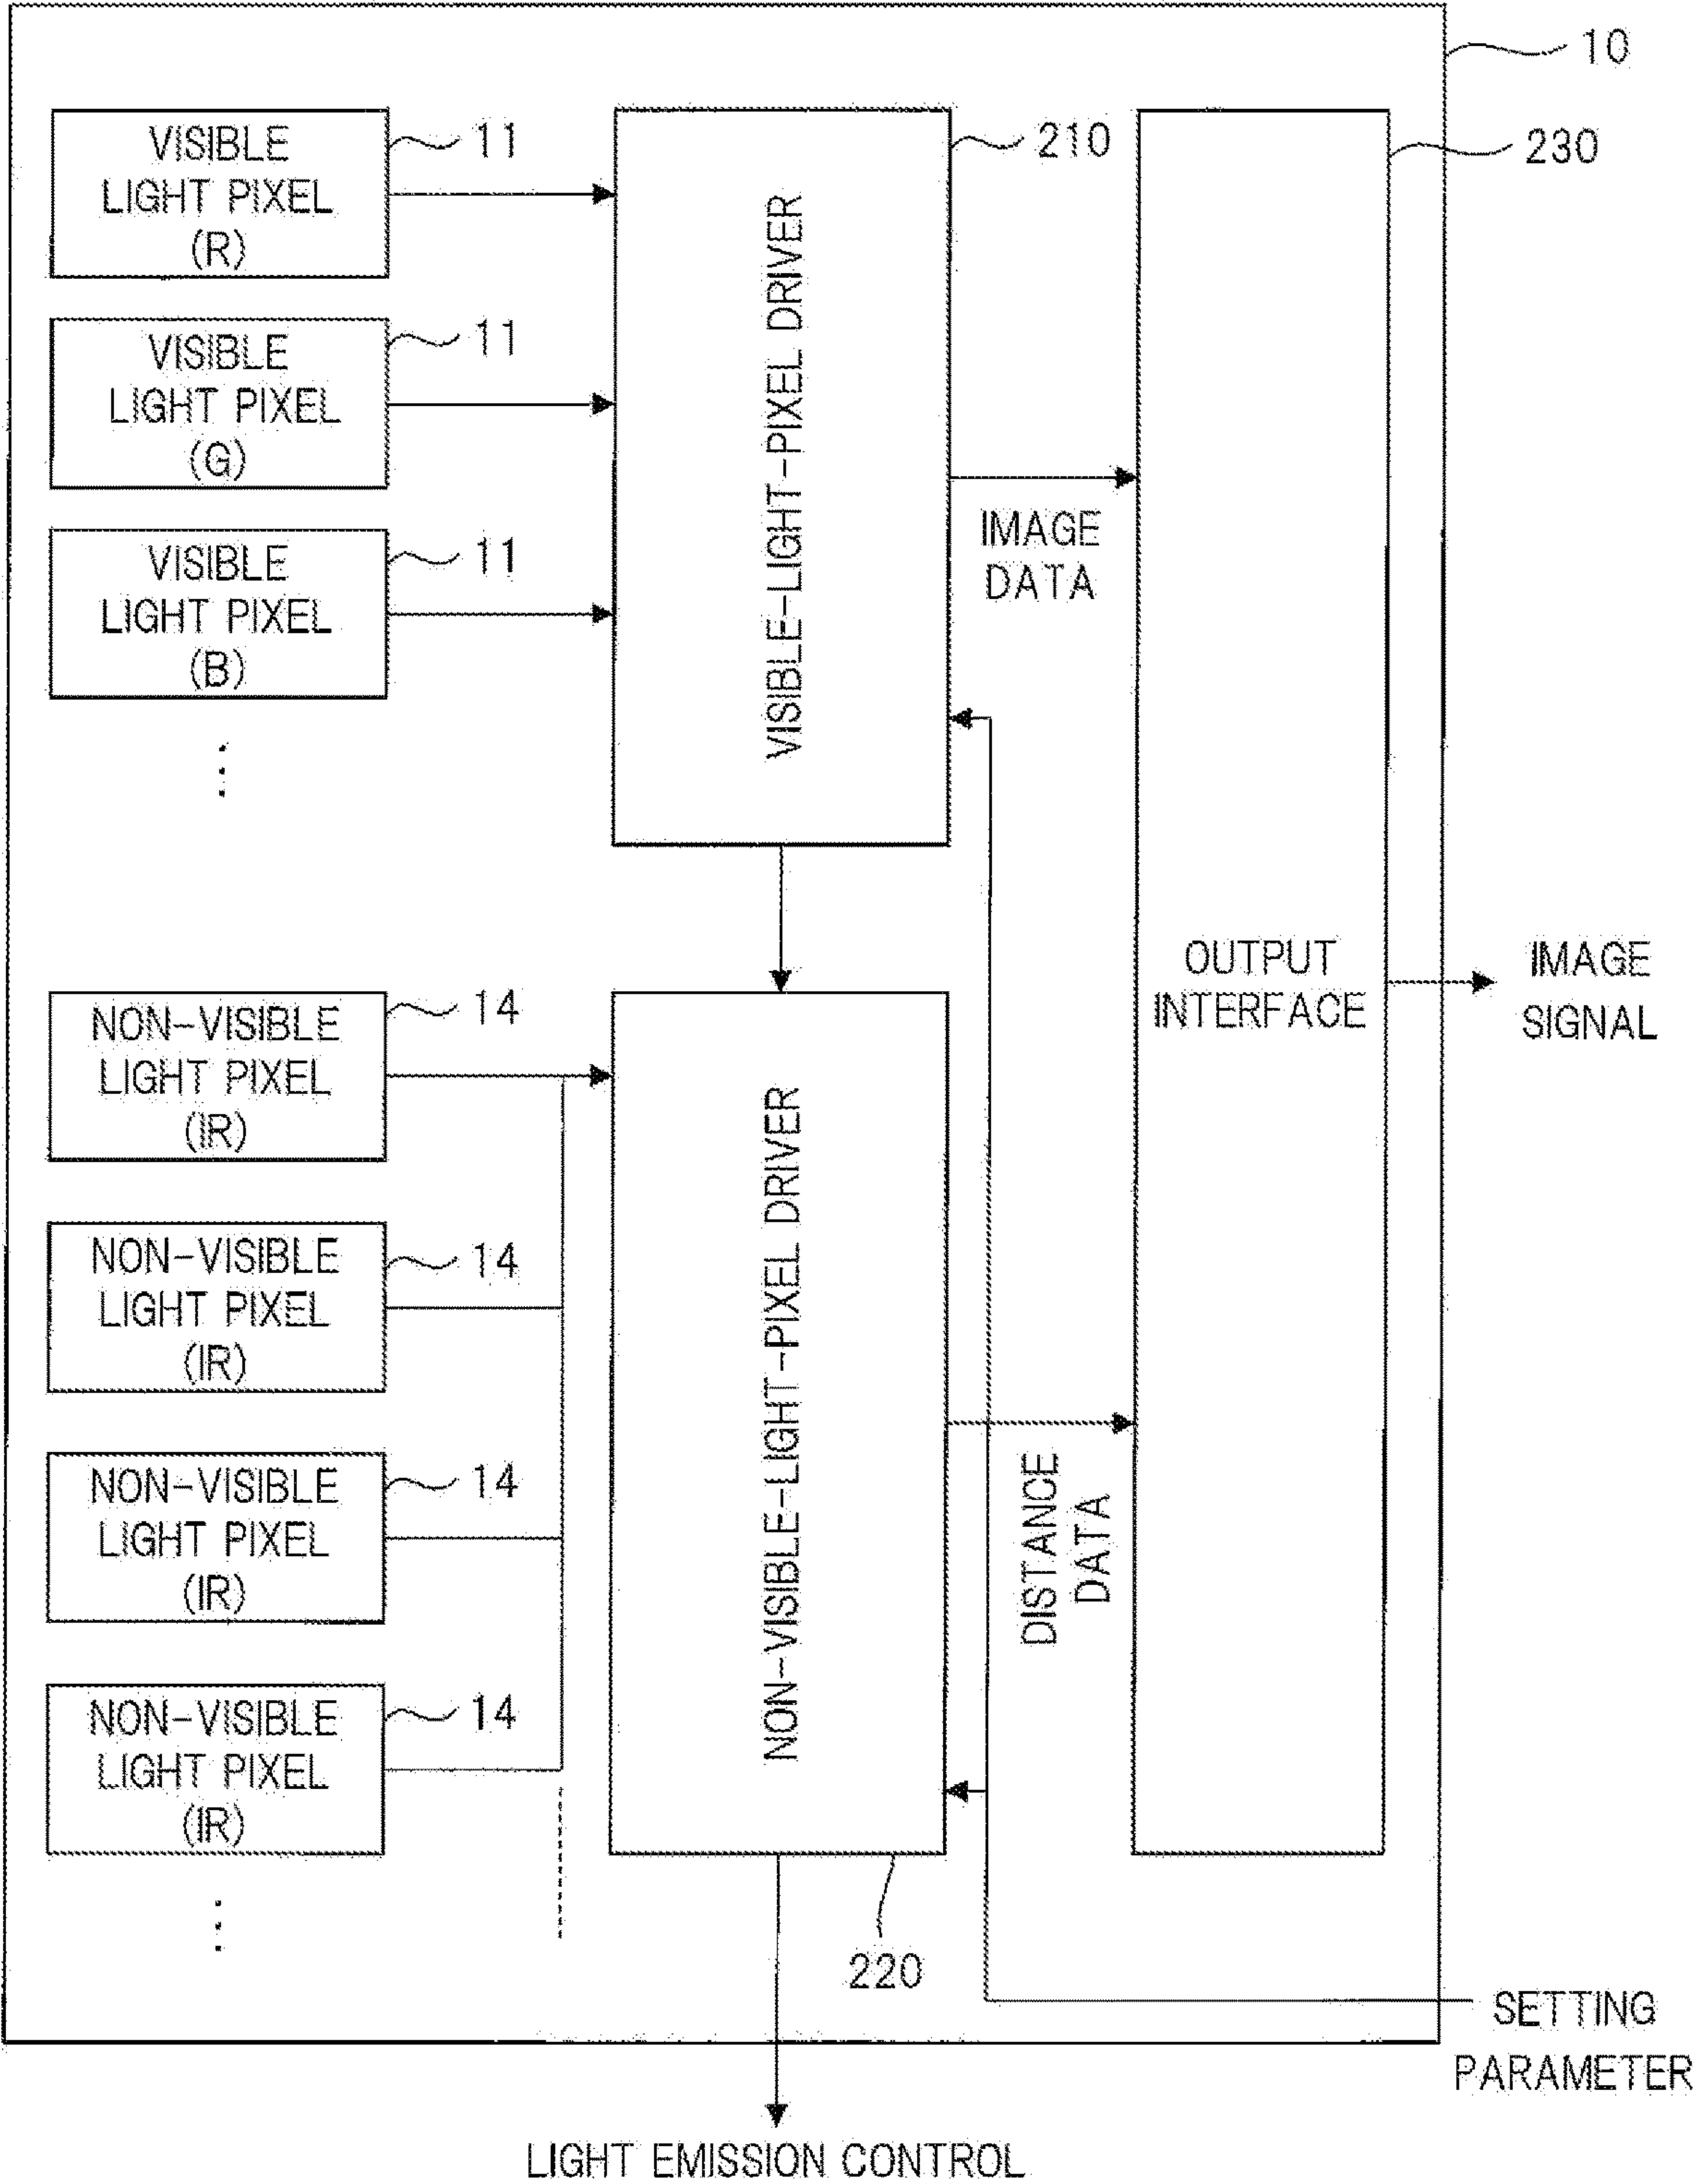 10
VISIBLE
LIGHT PIXEL
(R)
11
210
230
VISIBLE
LIGHT PIXEL
(G)
11
VISIBLE
LIGHT PIXEL
(B)
11
VISIBLE-LIGHT-PIXEL DRIVER
IMAGE
DATA
OUTPUT
INTERFACE
IMAGE
SIGNAL
NON-VISIBLE
LIGHT PIXEL
(IR)
14
NON-VISIBLE
LIGHT PIXEL
(IR)
14
NON-VISIBLE
LIGHT PIXEL
(IR)
14
NON-VISIBLE
LIGHT PIXEL
(IR)
14
NON-VISIBLE-LIGHT-PIXEL DRIVER
DISTANCE
DATA
220
SETTING
PARAMETER
LIGHT EMISSION CONTROL